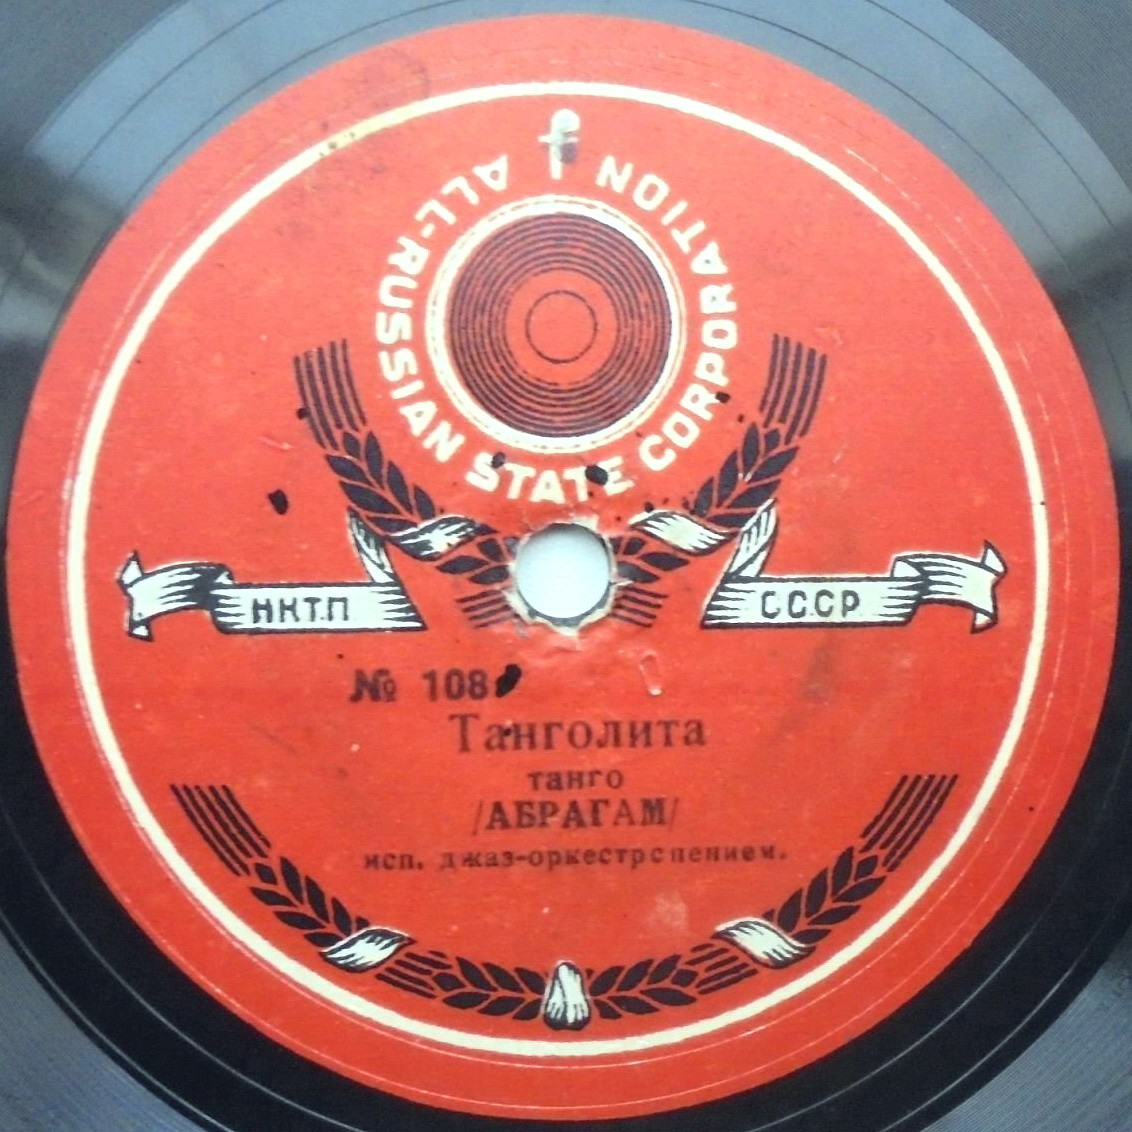 ALL-RUSSIAN STATE CORPORATION
НКТП
СССР
№ 108
Танголита
танго
/АБРАГАМ/
исп. джаз-оркестр с пением.